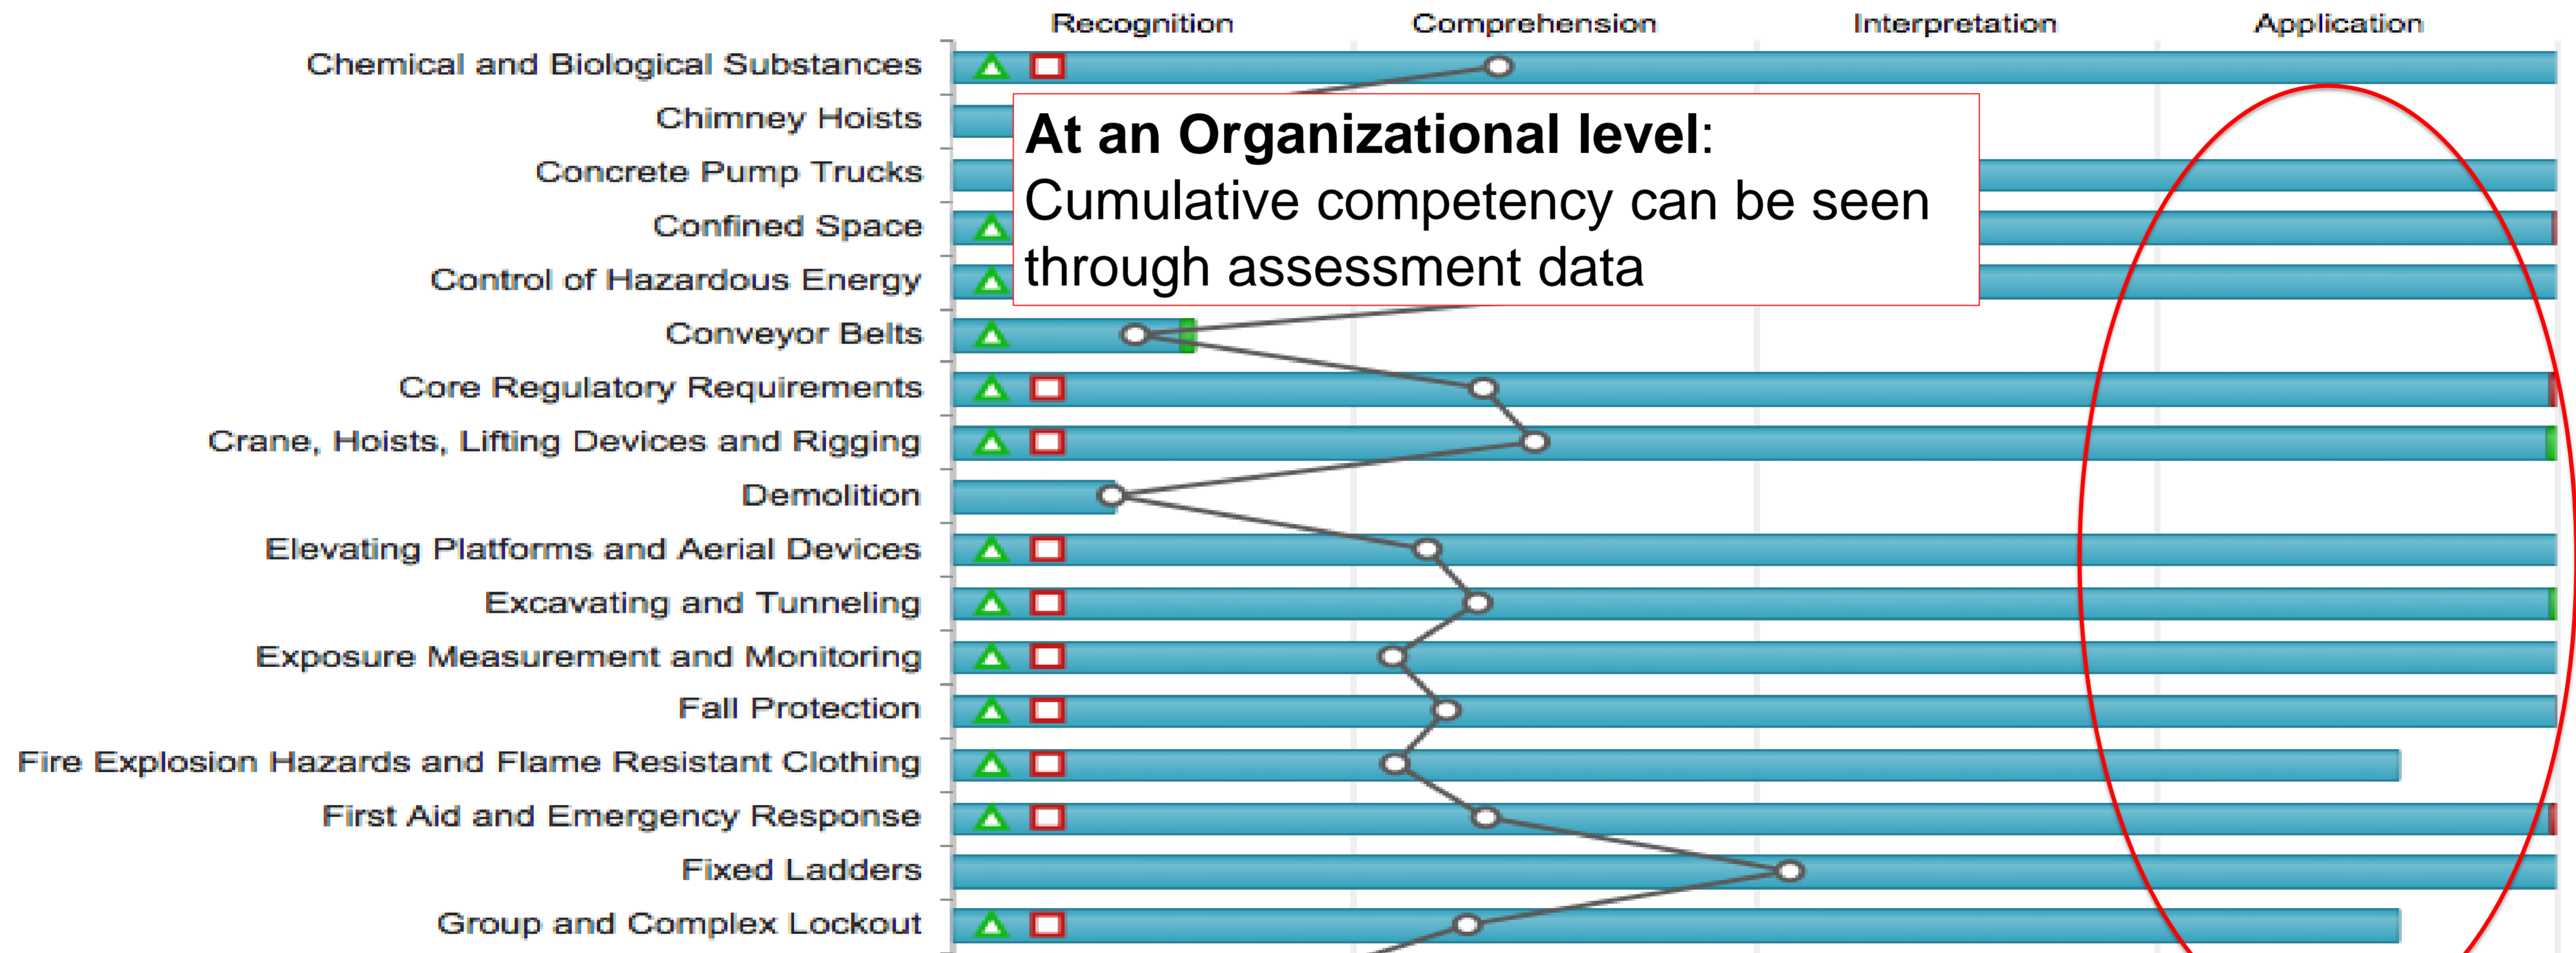 Recognition Comprehension Interpretation Application
Chemical and Biological Substances
Chimney Hoists
Concrete Pump Trucks
Confined Space
Control of Hazardous Energy
Conveyor Belts
Core Regulatory Requirements
Crane, Hoists, Lifting Devices and Rigging
Demolition
Elevating Platforms and Aerial Devices
Excavating and Tunneling
Exposure Measurement and Monitoring
Fall Protection
Fire Explosion Hazards and Flame Resistant Clothing
First Aid and Emergency Response
Fixed Ladders
Group and Complex Lockout
At an Organizational level:
Cumulative competency can be seen
through assessment data